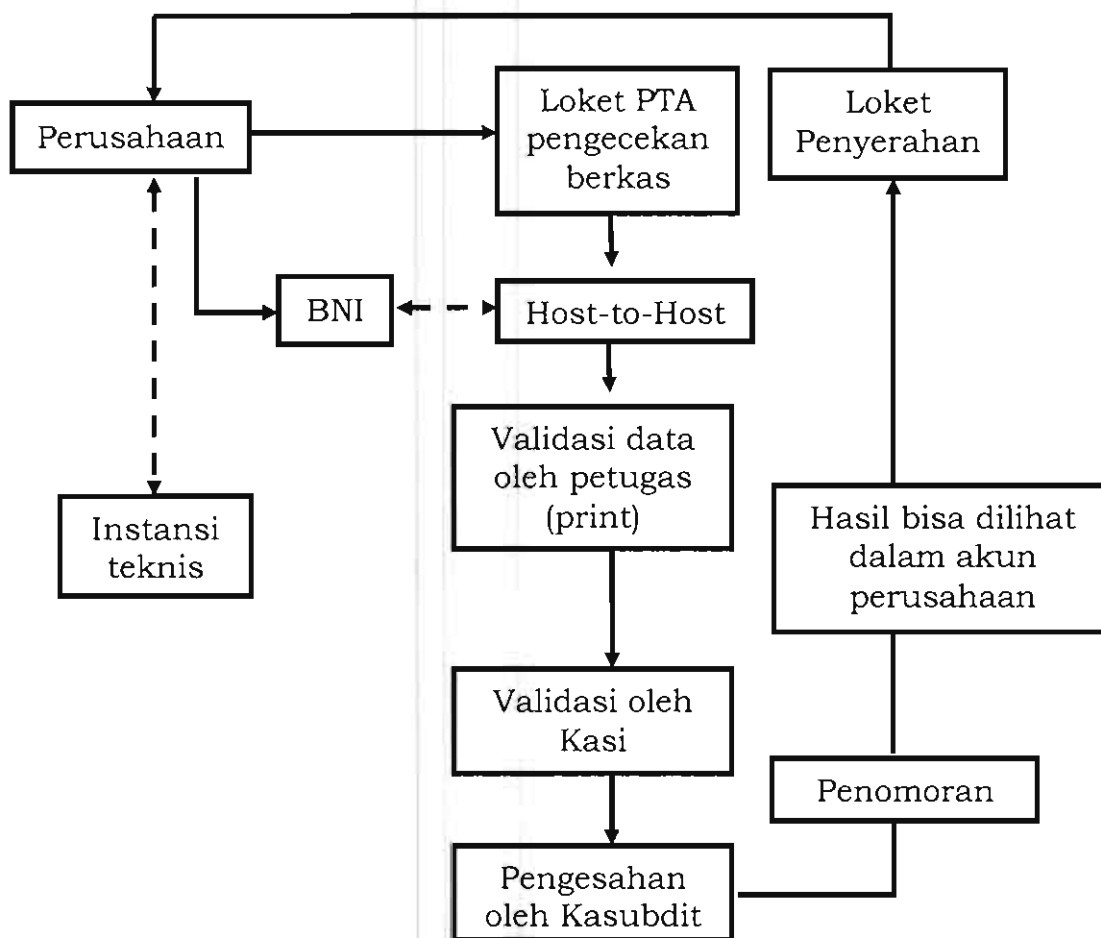 Perusahaan
Loket PTA
pengecekan
berkas
Loket
Penyerahan
BNI
Host-to-Host
Validasi data
oleh petugas
(print)
Instansi
teknis
Hasil bisa dilihat
dalam akun
perusahaan
Validasi oleh
Kasi
Penomoran
Pengesahan
oleh Kasubdit